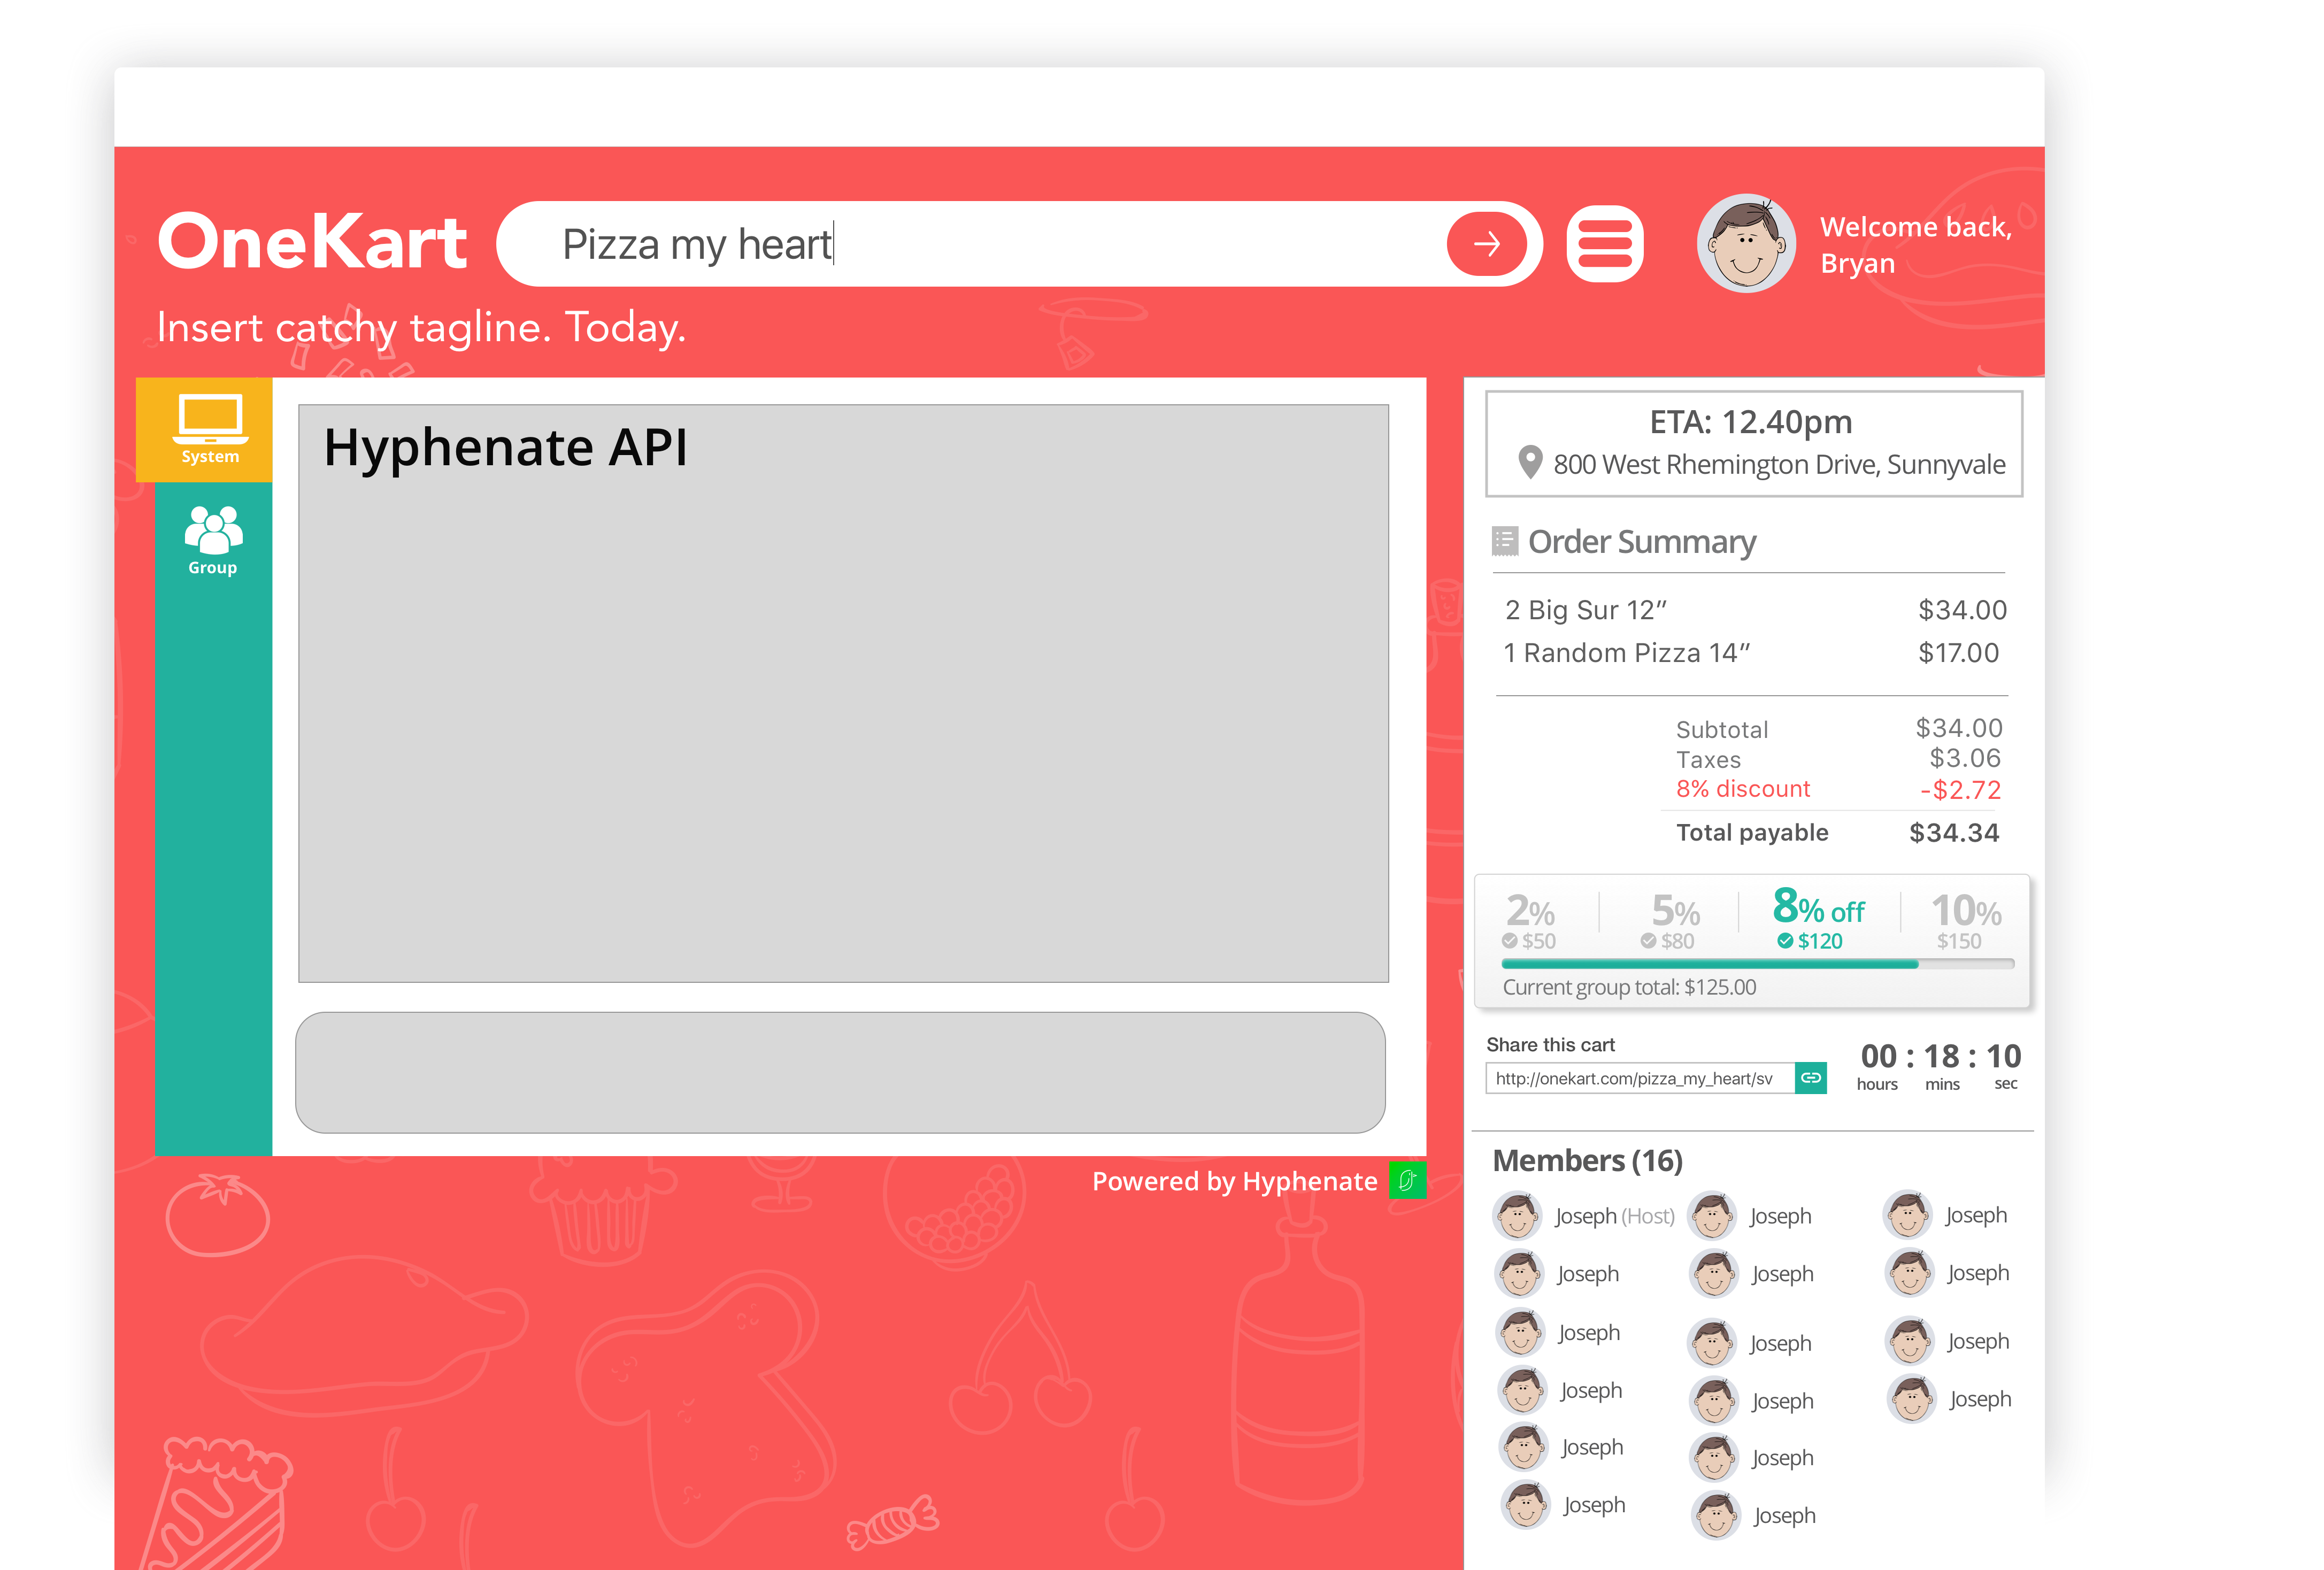 OneKart
Pizza my heart
Welcome back,
Bryan
Insert catchy tagline. Today.
System
Group
Hyphenate API
Powered by Hyphenate
ETA: 12.40pm
800 West Rhemington Drive, Sunnyvale
Order Summary
2 Big Sur 12” $34.00
1 Random Pizza 14” $17.00
Subtotal $34.00
Taxes $3.06
8% discount -$2.72
Total payable $34.34
2% 5% 8% off 10%
$50 $80 $120 $150
Current group total: $125.00
Share this cart
http://onekart.com/pizza_my_heart/sv
00 : 18 : 10
hours mins sec
Members (16)
Joseph (Host) Joseph Joseph
Joseph Joseph Joseph
Joseph Joseph Joseph
Joseph Joseph Joseph
Joseph Joseph
Joseph Joseph